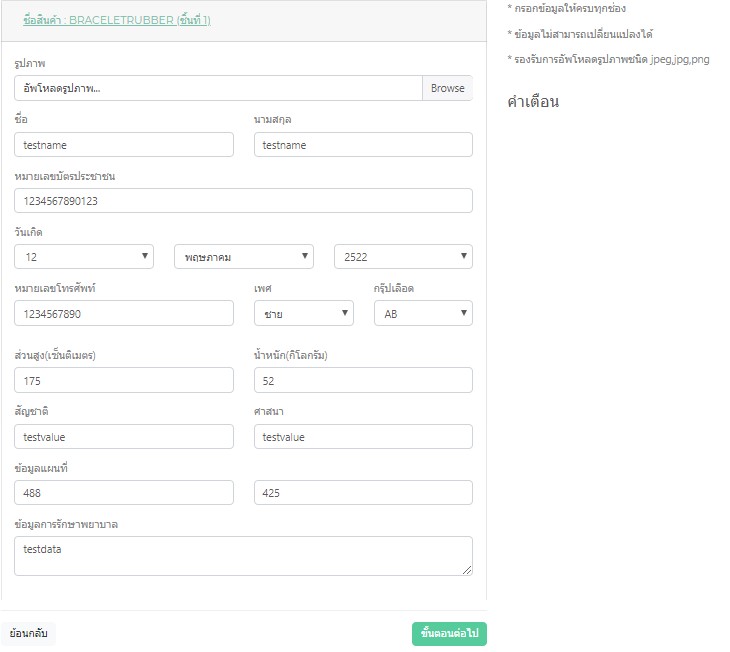 ชื่อสินค้า : BRACELETRUBBER (ชิ้นที่ 1)
รูปภาพ
อัพโหลดรูปภาพ... Browse
ชื่อ นามสกุล
testname testname
หมายเลขบัตรประชาชน
1234567890123
วันเกิด
12 พฤษภาคม 2522
หมายเลขโทรศัพท์ เพศ กรุ๊ปเลือด
1234567890 ชาย AB
ส่วนสูง(เซ็นติเมตร) น้ำหนัก(กิโลกรัม)
175 52
สัญชาติ ศาสนา
testvalue testvalue
ข้อมูลแผนที่
488 425
ข้อมูลการรักษาพยาบาล
testdata
ย้อนกลับ ขั้นตอนต่อไป
* กรอกข้อมูลให้ครบทุกช่อง
* ข้อมูลไม่สามารถเปลี่ยนแปลงได้
* รองรับการอัพโหลดรูปภาพชนิด jpeg,jpg,png
คำเตือน